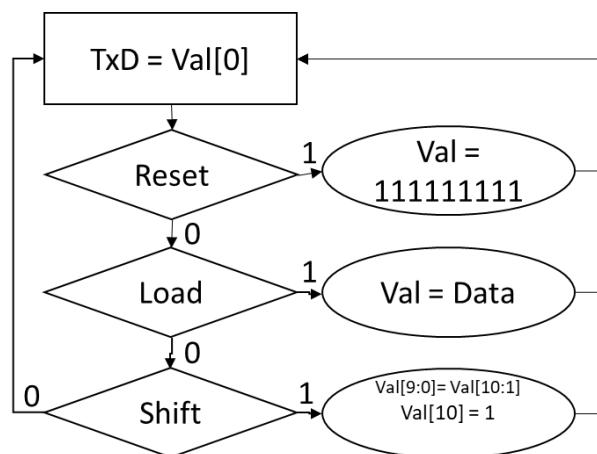 TxD = Val[0]
Reset
1
Val =
111111111
0
Load
1
Val = Data
0
0
Shift
1
Val[9:0]= Val[10:1]
Val[10] = 1